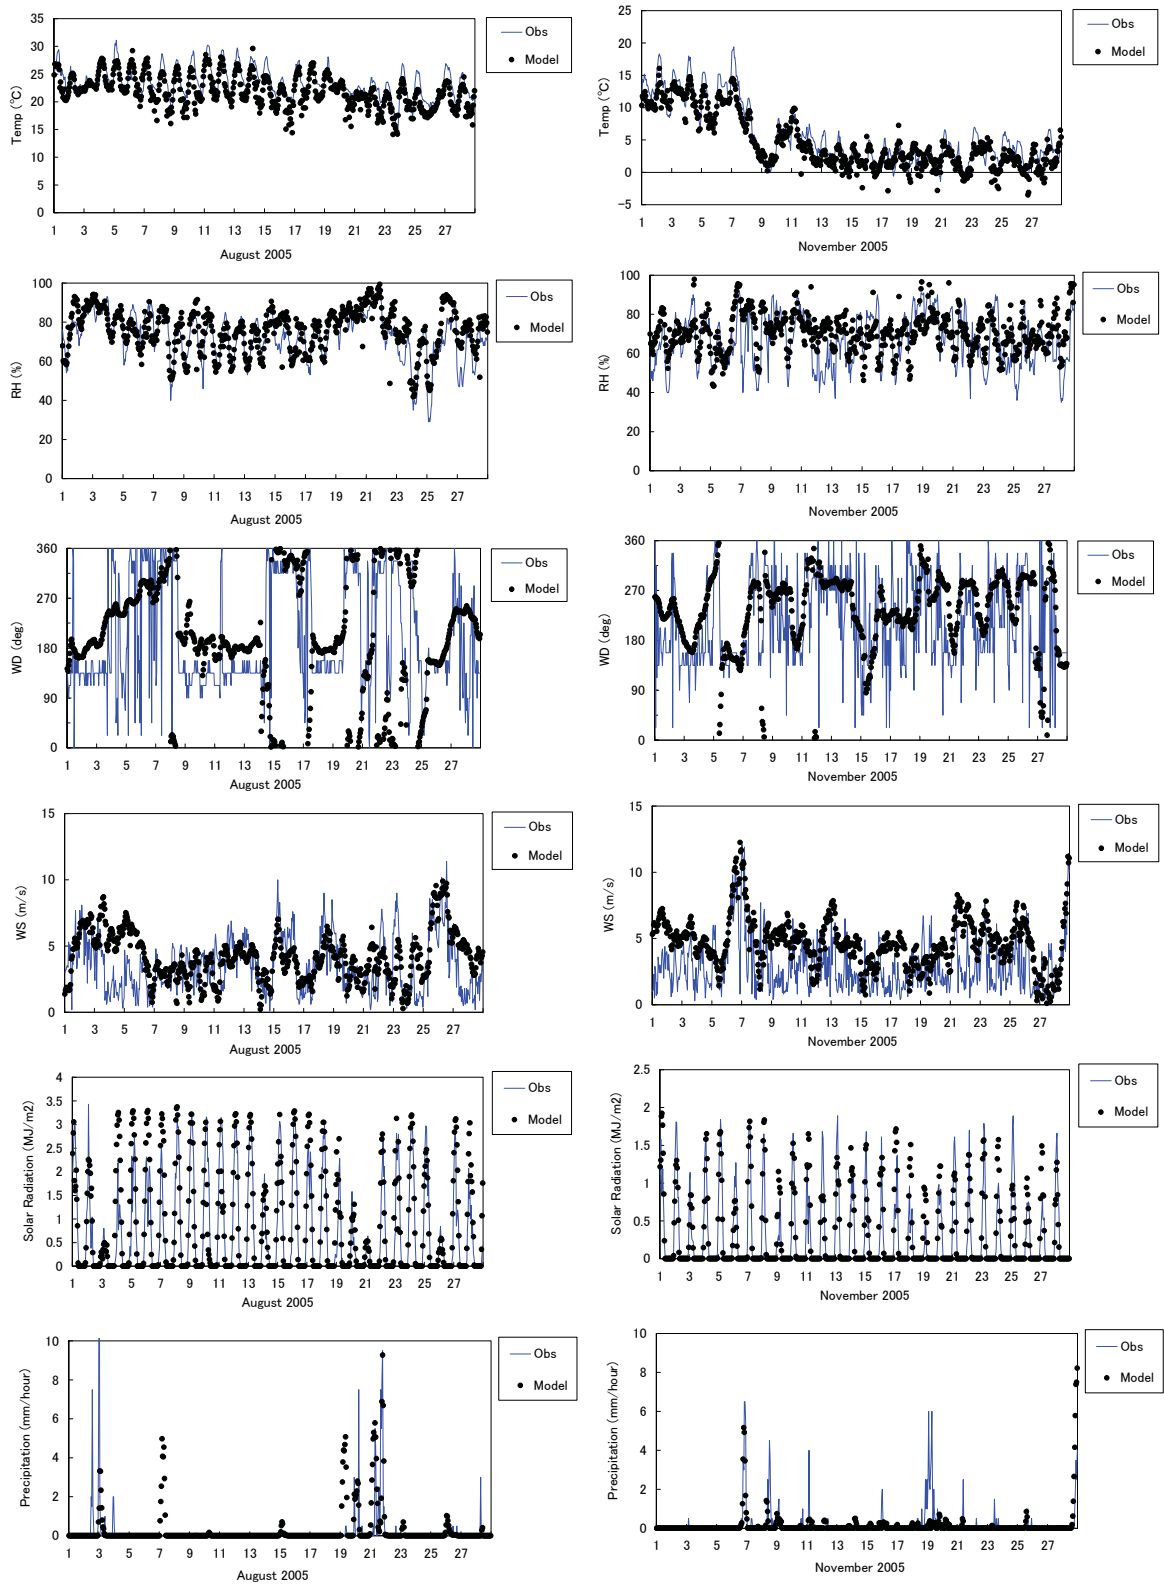 35
30
25
20
15
10
5
0
Temp (℃)
1 3 5 7 9 11 13 15 17 19 21 23 25 27
August 2005
Obs
Model
25
20
15
10
5
0
−5
Temp (℃)
1 3 5 7 9 11 13 15 17 19 21 23 25 27
November 2005
Obs
Model
100
80
60
40
20
0
RH (%)
1 3 5 7 9 11 13 15 17 19 21 23 25 27
August 2005
Obs
Model
100
80
60
40
20
0
RH (%)
1 3 5 7 9 11 13 15 17 19 21 23 25 27
November 2005
Obs
Model
360
270
180
90
0
WD (deg)
1 3 5 7 9 11 13 15 17 19 21 23 25 27
August 2005
Obs
Model
360
270
180
90
0
WD (deg)
1 3 5 7 9 11 13 15 17 19 21 23 25 27
November 2005
Obs
Model
15
10
5
0
WS (m/s)
1 3 5 7 9 11 13 15 17 19 21 23 25 27
August 2005
Obs
Model
15
10
5
0
WS (m/s)
1 3 5 7 9 11 13 15 17 19 21 23 25 27
November 2005
Obs
Model
4
3.5
3
2.5
2
1.5
1
0.5
0
Solar Radiation (MJ/m2)
1 3 5 7 9 11 13 15 17 19 21 23 25 27
August 2005
Obs
Model
2.5
2
1.5
1
0.5
0
Solar Radiation (MJ/m2)
1 3 5 7 9 11 13 15 17 19 21 23 25 27
November 2005
Obs
Model
10
8
6
4
2
0
Precipitation (mm/hour)
1 3 5 7 9 11 13 15 17 19 21 23 25 27
August 2005
Obs
Model
10
8
6
4
2
0
Precipitation (mm/hour)
1 3 5 7 9 11 13 15 17 19 21 23 25 27
November 2005
Obs
Model